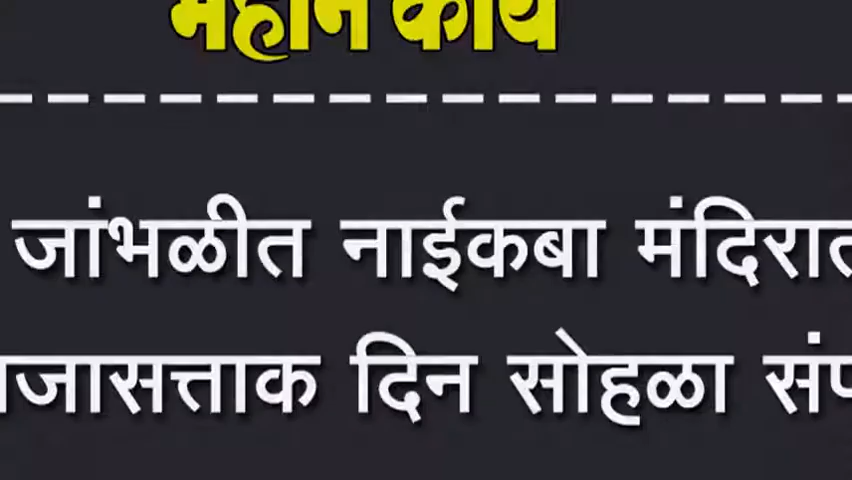 महान कार्य
जांभळीत नाईकबा मंदिरात
दिन सोहळा